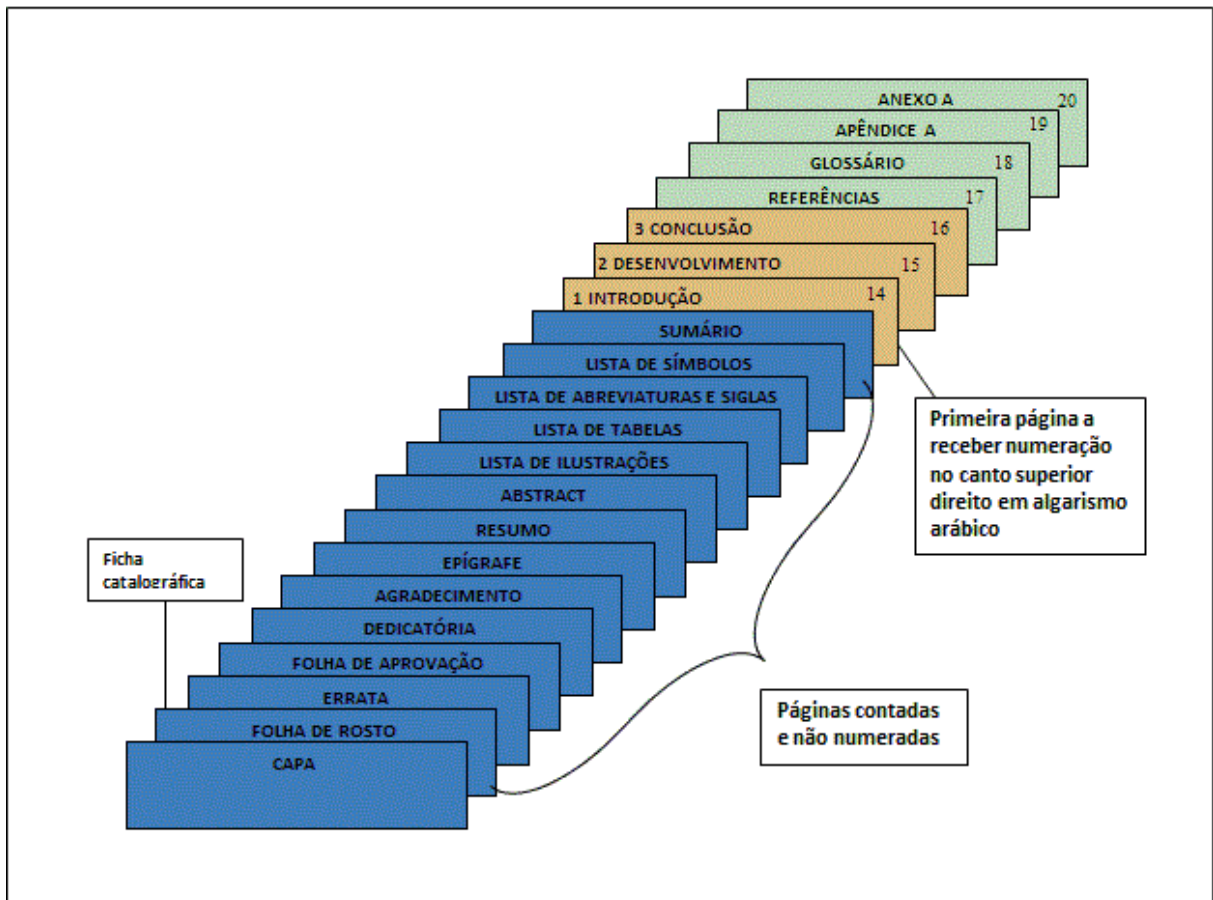 ANEXO A 20
APÊNDICE A 19
GLOSSÁRIO 18
REFERÊNCIAS 17
3 CONCLUSÃO 16
2 DESENVOLVIMENTO 15
1 INTRODUÇÃO 14
SUMÁRIO
LISTA DE SÍMBOLOS
LISTA DE ABREVIATURAS E SIGLAS
LISTA DE TABELAS
LISTA DE ILUSTRAÇÕES
ABSTRACT
RESUMO
EPÍGRAFE
AGRADECIMENTO
DEDICATÓRIA
FOLHA DE APROVAÇÃO
ERRATA
FOLHA DE ROSTO
CAPA
Primeira página a
receber numeração
no canto superior
direito em algarismo
arábico
Ficha
catalográfica
Páginas contadas
e não numeradas